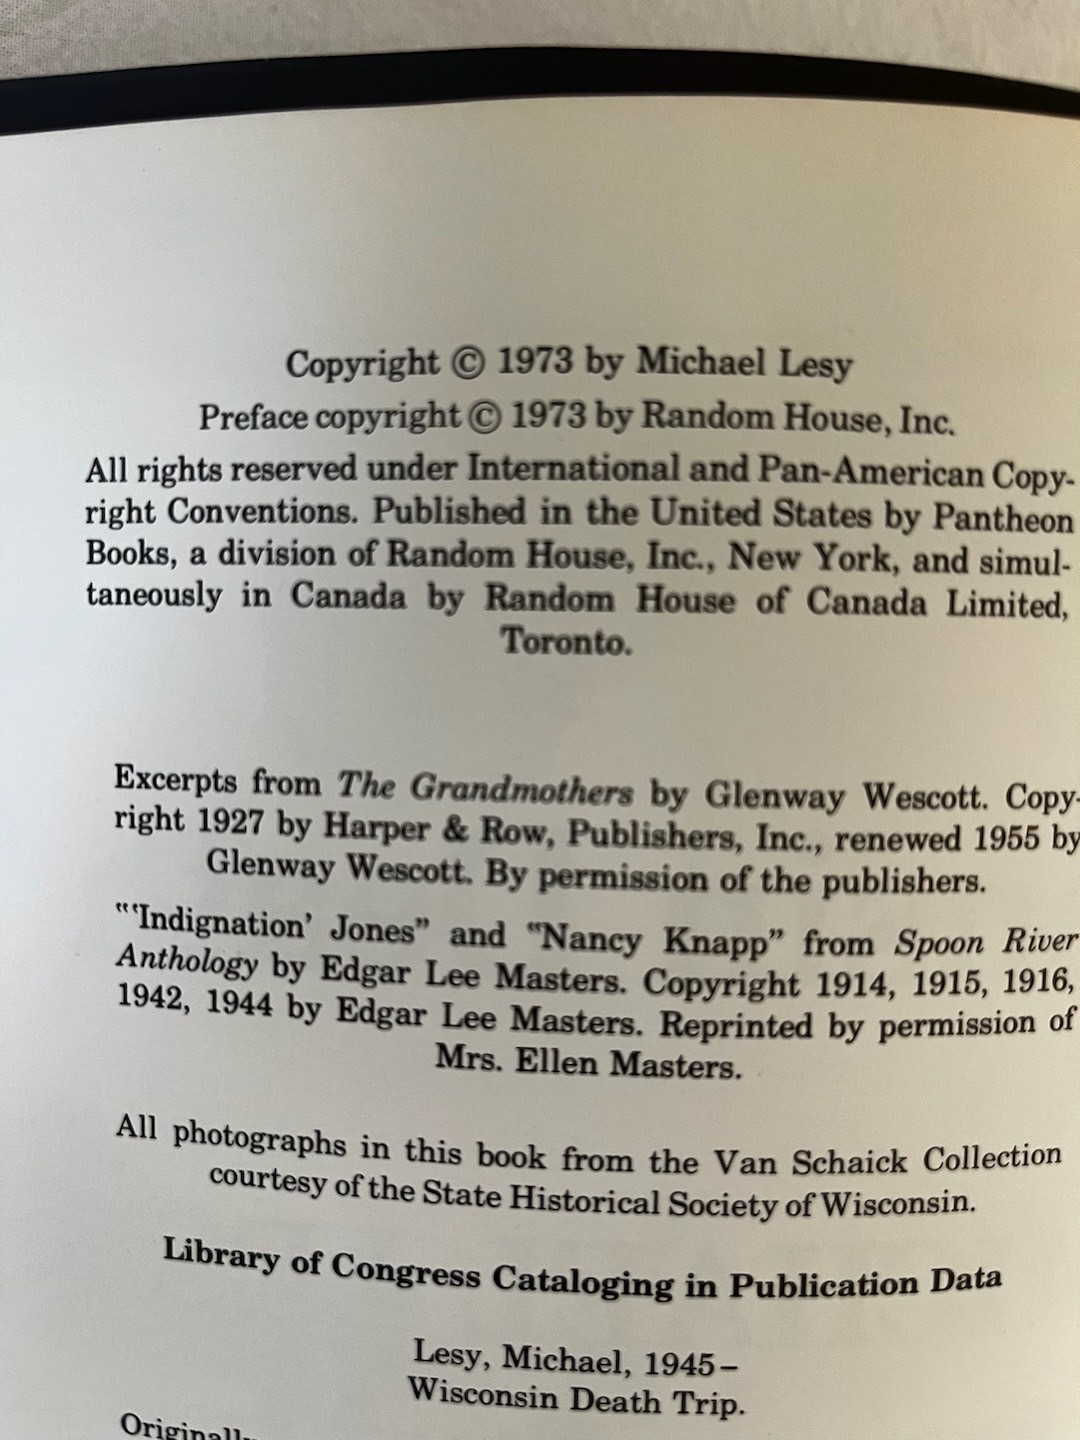 Copyright © 1973 by Michael Lesy
Preface copyright © 1973 by Random House, Inc.
All rights reserved under International and Pan-American Copy-
right Conventions. Published in the United States by Pantheon
Books, a division of Random House, Inc., New York, and simul-
taneously in Canada by Random House of Canada Limited,
Toronto.
Excerpts from The Grandmothers by Glenway Wescott. Copy-
right 1927 by Harper & Row, Publishers, Inc., renewed 1955 by
Glenway Wescott. By permission of the publishers.
"'Indignation' Jones" and "Nancy Knapp" from Spoon River
Anthology by Edgar Lee Masters. Copyright 1914, 1915, 1916,
1942, 1944 by Edgar Lee Masters. Reprinted by permission of
Mrs. Ellen Masters.
All photographs in this book from the Van Schaick Collection
courtesy of the State Historical Society of Wisconsin.
Library of Congress Cataloging in Publication Data
Lesy, Michael, 1945–
Wisconsin Death Trip.
Originally